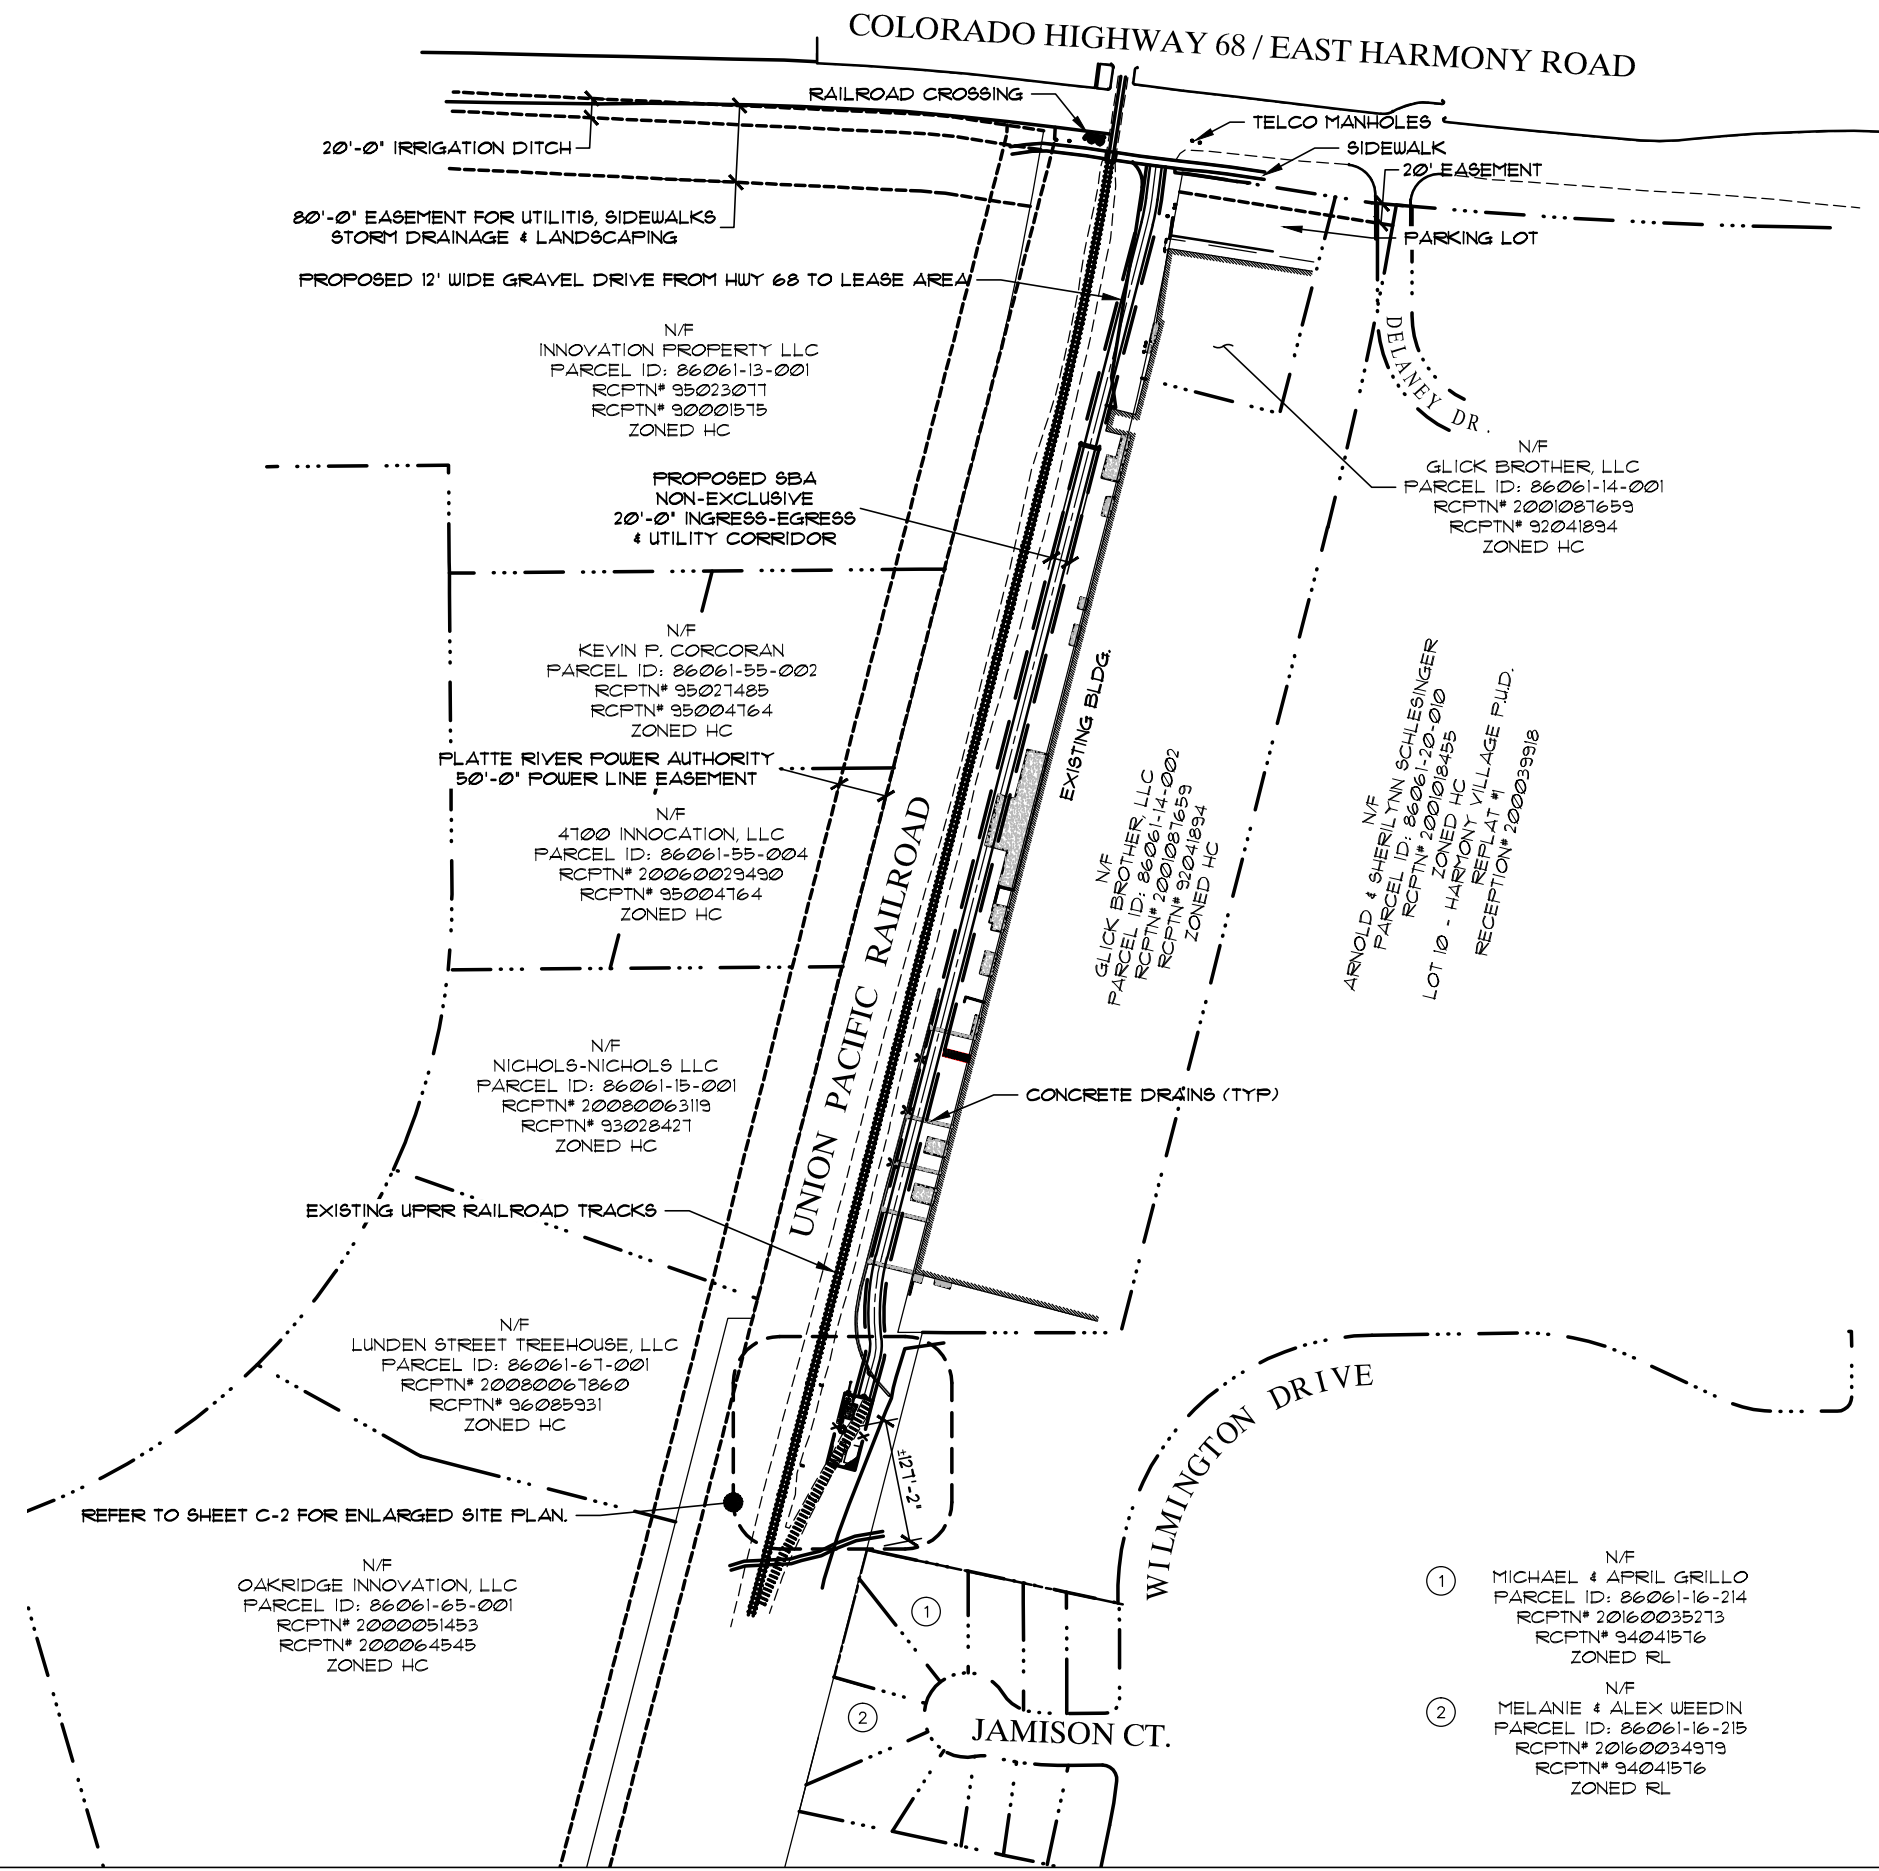 COLORADO HIGHWAY 68 / EAST HARMONY ROAD
RAILROAD CROSSING
TELCO MANHOLES
20'-0" IRRIGATION DITCH
SIDEWALK
20' EASEMENT
80'-0" EASEMENT FOR UTILITIS, SIDEWALKS
STORM DRAINAGE & LANDSCAPING
PARKING LOT
PROPOSED 12' WIDE GRAVEL DRIVE FROM HWY 68 TO LEASE AREA
N/F
INNOVATION PROPERTY LLC
PARCEL ID: 86061-13-001
RCPTN# 95023077
RCPTN# 90001575
ZONED HC
DELANEY DR.
N/F
GLICK BROTHER, LLC
PARCEL ID: 86061-14-001
RCPTN# 2001087659
RCPTN# 92041894
ZONED HC
PROPOSED SBA
NON-EXCLUSIVE
20'-0" INGRESS-EGRESS
& UTILITY CORRIDOR
N/F
KEVIN P. CORCORAN
PARCEL ID: 86061-55-002
RCPTN# 95027485
RCPTN# 95004764
ZONED HC
EXISTING BLDG.
PLATTE RIVER POWER AUTHORITY
50'-0" POWER LINE EASEMENT
N/F
4700 INNOCATION, LLC
PARCEL ID: 86061-55-004
RCPTN# 20060029490
RCPTN# 95004764
ZONED HC
UNION PACIFIC RAILROAD
N/F
GLICK BROTHER, LLC
PARCEL ID: 86061-14-002
RCPTN# 2001087659
RCPTN# 92041894
ZONED HC
N/F
ARNOLD & SHERILYNN SCHLESINGER
PARCEL ID: 86061-20-010
RCPTN# 2001018455
ZONED HC
LOT 10 - HARMONY VILLAGE P.U.D.
REPLAT #1
RECEPTION# 2000039918
N/F
NICHOLS-NICHOLS LLC
PARCEL ID: 86061-15-001
RCPTN# 20080063119
RCPTN# 93028427
ZONED HC
CONCRETE DRAINS (TYP)
EXISTING UPRR RAILROAD TRACKS
N/F
LUNDEN STREET TREEHOUSE, LLC
PARCEL ID: 86061-67-001
RCPTN# 20080067860
RCPTN# 96085931
ZONED HC
WILMINGTON DRIVE
±127'-2"
REFER TO SHEET C-2 FOR ENLARGED SITE PLAN.
N/F
OAKRIDGE INNOVATION, LLC
PARCEL ID: 86061-65-001
RCPTN# 2000051453
RCPTN# 200064545
ZONED HC
1
2
JAMISON CT.
1
N/F
MICHAEL & APRIL GRILLO
PARCEL ID: 86061-16-214
RCPTN# 20160035273
RCPTN# 94041576
ZONED RL
2
N/F
MELANIE & ALEX WEEDIN
PARCEL ID: 86061-16-215
RCPTN# 20160034979
RCPTN# 94041576
ZONED RL